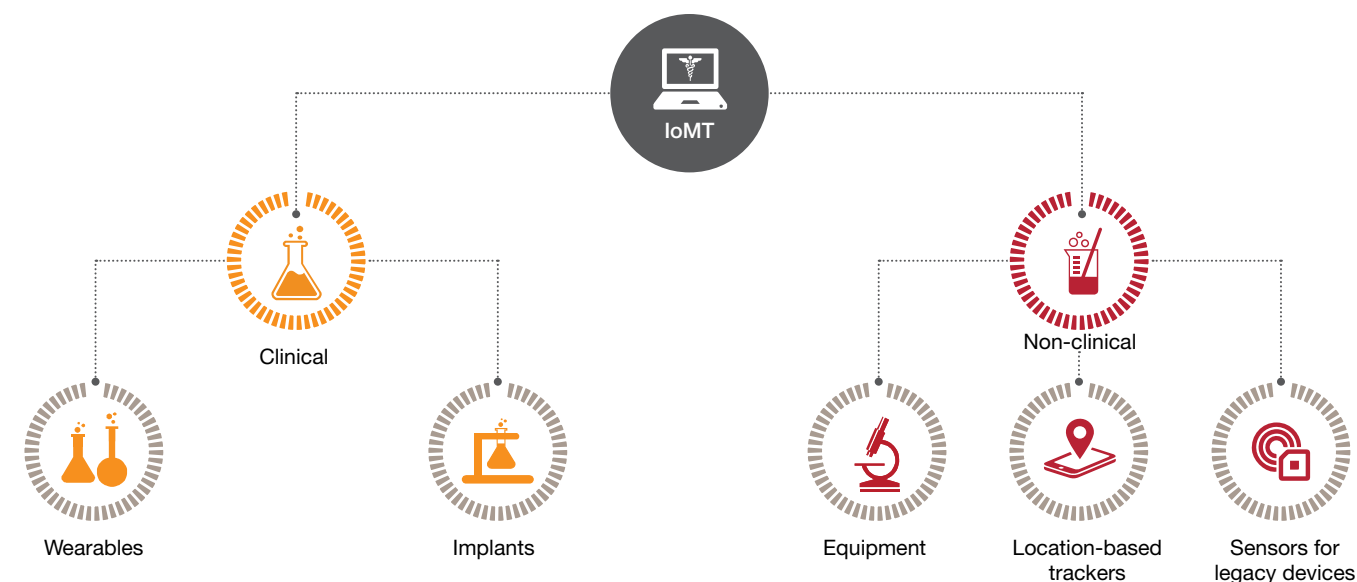 IoMT
Clinical
Non-clinical
Wearables
Implants
Equipment
Location-based
trackers
Sensors for
legacy devices